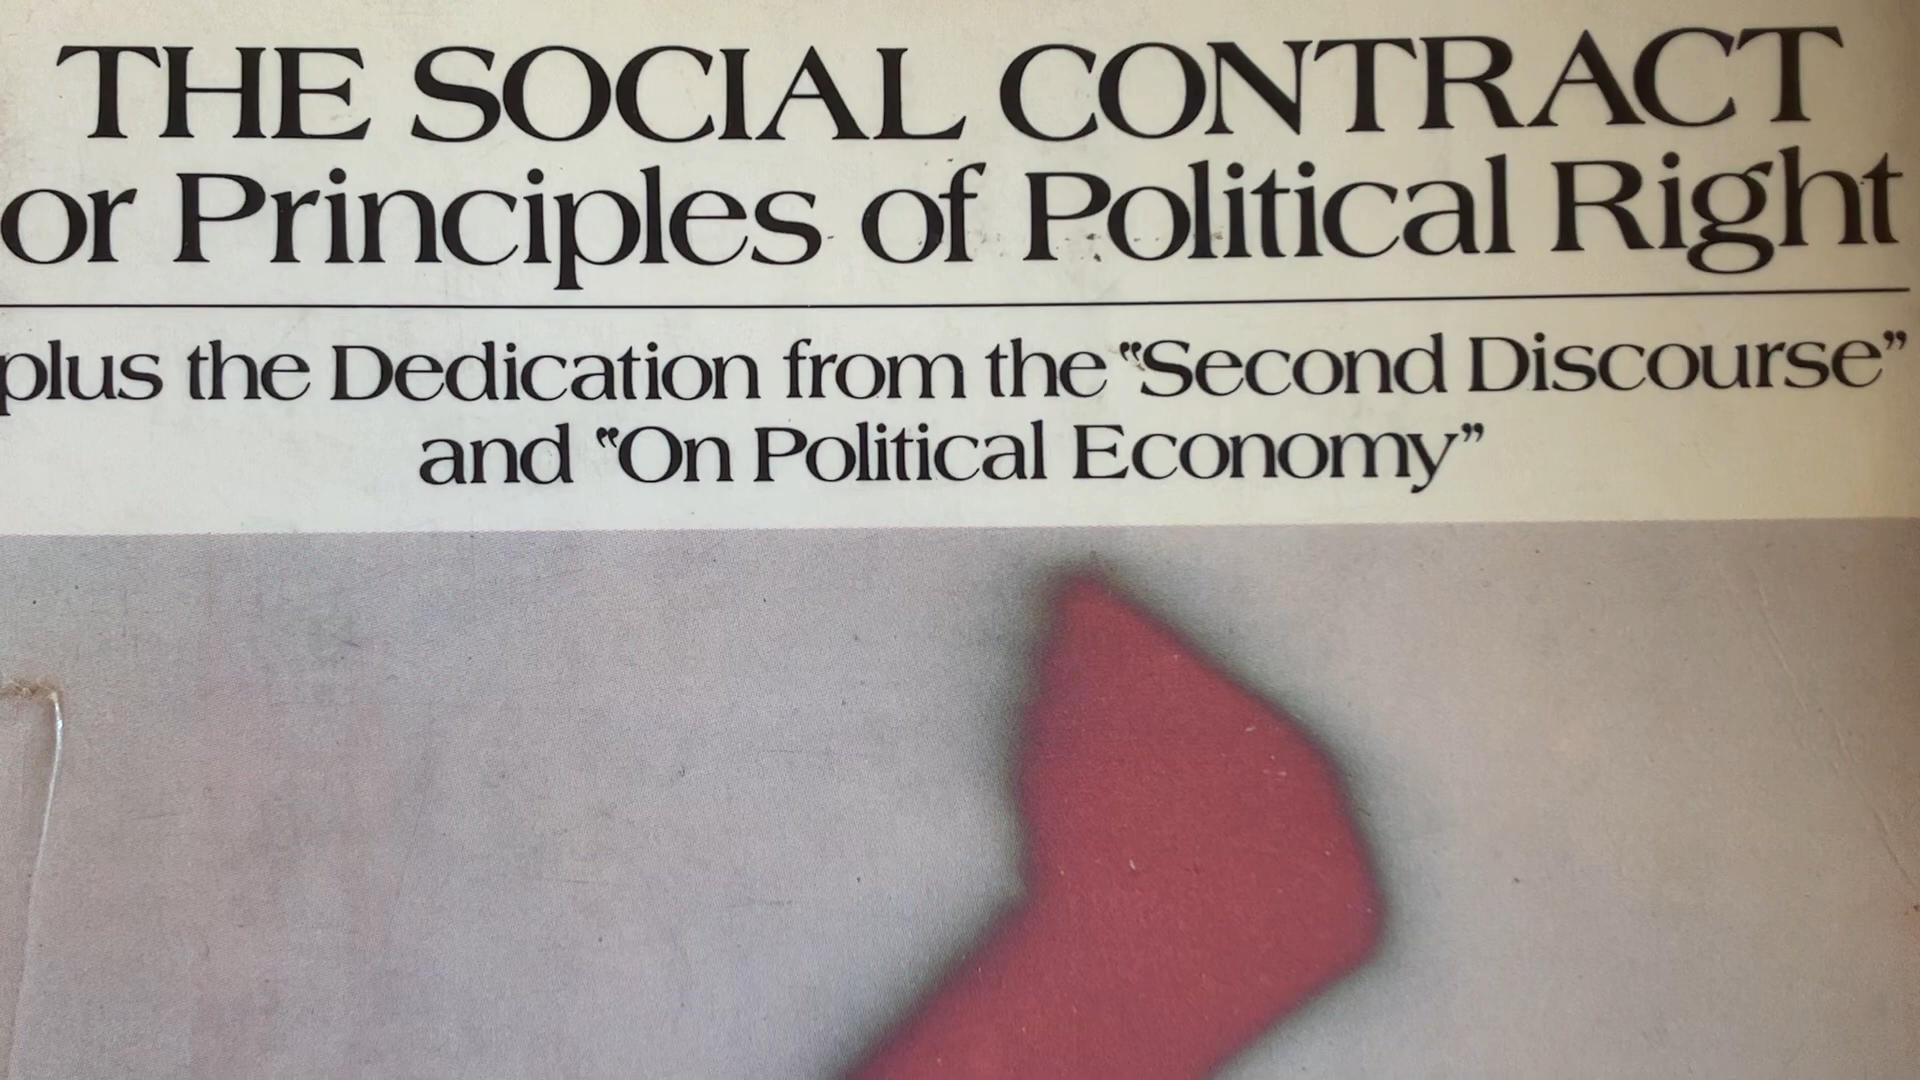 THE SOCIAL CONTRACT
or Principles of Political Right
plus the Dedication from the “Second Discourse”
and “On Political Economy”